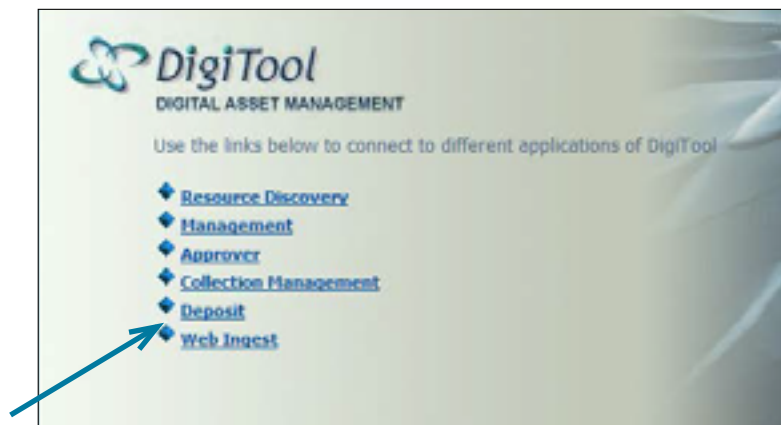 DigiTool
DIGITAL ASSET MANAGEMENT
Use the links below to connect to different applications of DigiTool
Resource Discovery
Management
Approver
Collection Management
Deposit
Web Ingest